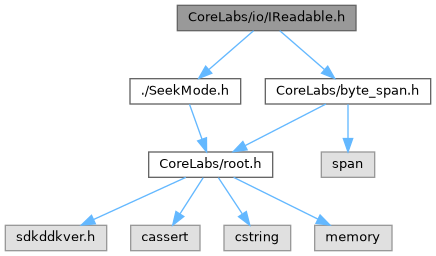 CoreLabs/io/IReadable.h
./SeekMode.h
CoreLabs/byte_span.h
CoreLabs/root.h
span
sdkddkver.h
cassert
cstring
memory